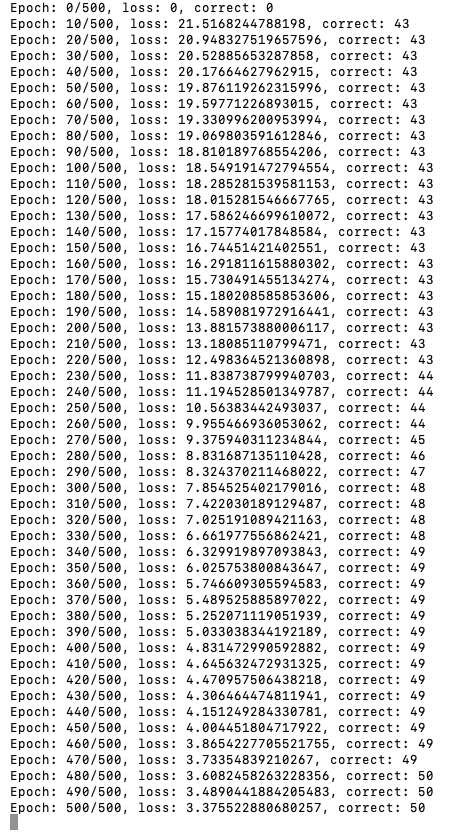 Epoch: 0/500, loss: 0, correct: 0
Epoch: 10/500, loss: 21.5168244788198, correct: 43
Epoch: 20/500, loss: 20.948327519657596, correct: 43
Epoch: 30/500, loss: 20.52885653287858, correct: 43
Epoch: 40/500, loss: 20.17664627962915, correct: 43
Epoch: 50/500, loss: 19.876119262315996, correct: 43
Epoch: 60/500, loss: 19.59771226893015, correct: 43
Epoch: 70/500, loss: 19.330996200953994, correct: 43
Epoch: 80/500, loss: 19.069803591612846, correct: 43
Epoch: 90/500, loss: 18.810189768554206, correct: 43
Epoch: 100/500, loss: 18.549191472794554, correct: 43
Epoch: 110/500, loss: 18.285281539581153, correct: 43
Epoch: 120/500, loss: 18.015281546667765, correct: 43
Epoch: 130/500, loss: 17.586246699610072, correct: 43
Epoch: 140/500, loss: 17.15774017848584, correct: 43
Epoch: 150/500, loss: 16.74451421402551, correct: 43
Epoch: 160/500, loss: 16.291811615880302, correct: 43
Epoch: 170/500, loss: 15.730491455134274, correct: 43
Epoch: 180/500, loss: 15.180208585853606, correct: 43
Epoch: 190/500, loss: 14.589081972916441, correct: 43
Epoch: 200/500, loss: 13.881573880006117, correct: 43
Epoch: 210/500, loss: 13.18085110799471, correct: 43
Epoch: 220/500, loss: 12.498364521360898, correct: 43
Epoch: 230/500, loss: 11.838738799940703, correct: 44
Epoch: 240/500, loss: 11.194528501349787, correct: 44
Epoch: 250/500, loss: 10.56383442493037, correct: 44
Epoch: 260/500, loss: 9.955466936053062, correct: 44
Epoch: 270/500, loss: 9.375940311234844, correct: 45
Epoch: 280/500, loss: 8.831687135110428, correct: 46
Epoch: 290/500, loss: 8.324370211468022, correct: 47
Epoch: 300/500, loss: 7.854525402179016, correct: 48
Epoch: 310/500, loss: 7.422030189129487, correct: 48
Epoch: 320/500, loss: 7.025191089421163, correct: 48
Epoch: 330/500, loss: 6.661977556862421, correct: 48
Epoch: 340/500, loss: 6.329919897093843, correct: 49
Epoch: 350/500, loss: 6.025753800843647, correct: 49
Epoch: 360/500, loss: 5.746609305594583, correct: 49
Epoch: 370/500, loss: 5.489525885897022, correct: 49
Epoch: 380/500, loss: 5.252071119051939, correct: 49
Epoch: 390/500, loss: 5.033038344192189, correct: 49
Epoch: 400/500, loss: 4.831472990592882, correct: 49
Epoch: 410/500, loss: 4.645632472931325, correct: 49
Epoch: 420/500, loss: 4.470957506438218, correct: 49
Epoch: 430/500, loss: 4.306464474811941, correct: 49
Epoch: 440/500, loss: 4.151249284330781, correct: 49
Epoch: 450/500, loss: 4.004451804717922, correct: 49
Epoch: 460/500, loss: 3.8654227705521755, correct: 49
Epoch: 470/500, loss: 3.73354839210267, correct: 49
Epoch: 480/500, loss: 3.6082458263228356, correct: 50
Epoch: 490/500, loss: 3.4890441884205483, correct: 50
Epoch: 500/500, loss: 3.375522880680257, correct: 50